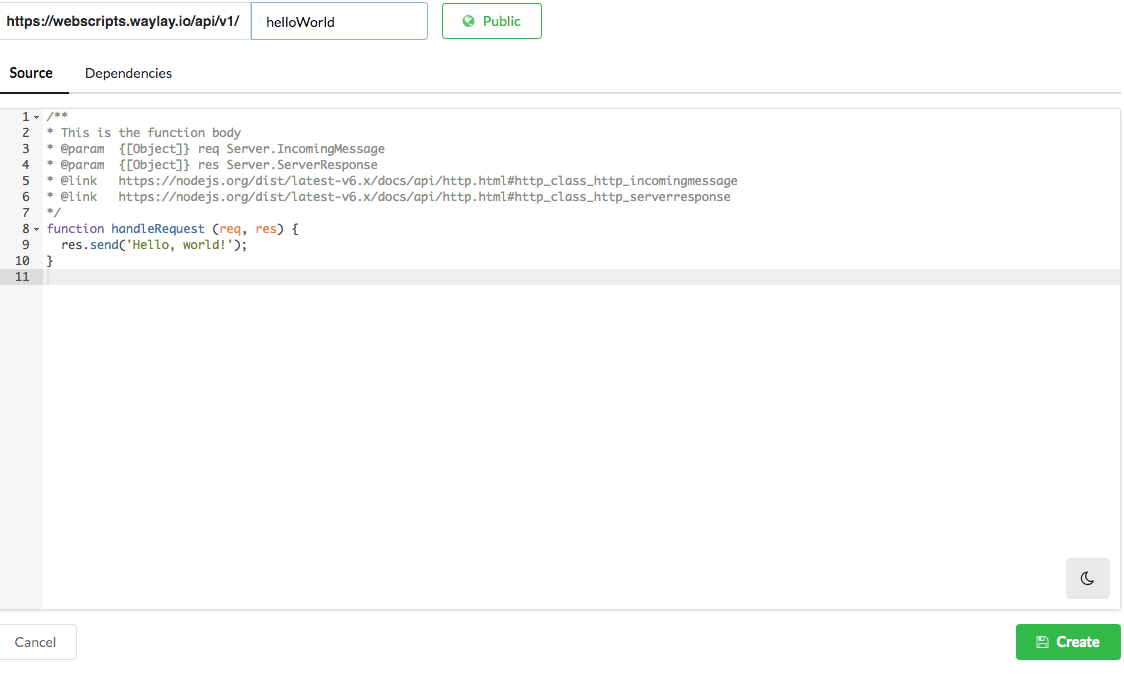 https://webscripts.waylay.io/api/v1/ helloWorld Public
Source Dependencies
1 /**
2 * This is the function body
3 * @param {[Object]} req Server.IncomingMessage
4 * @param {[Object]} res Server.ServerResponse
5 * @link https://nodejs.org/dist/latest-v6.x/docs/api/http.html#http_class_http_incomingmessage
6 * @link https://nodejs.org/dist/latest-v6.x/docs/api/http.html#http_class_http_serverresponse
7 */
8 function handleRequest (req, res) {
9 res.send('Hello, world!');
10 }
11
Cancel Create